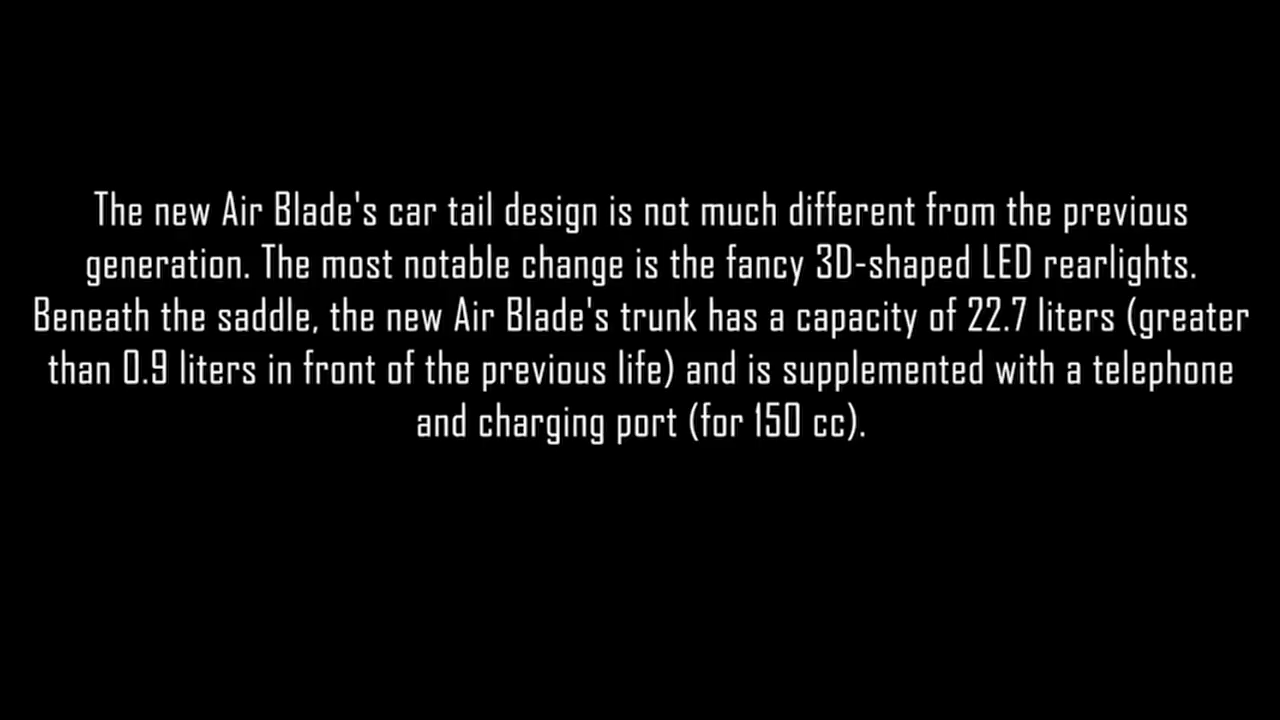 The new Air Blade's car tail design is not much different from the previous
generation. The most notable change is the fancy 3D-shaped LED rearlights.
Beneath the saddle, the new Air Blade's trunk has a capacity of 22.7 liters (greater
than 0.9 liters in front of the previous life) and is supplemented with a telephone
and charging port (for 150 cc).